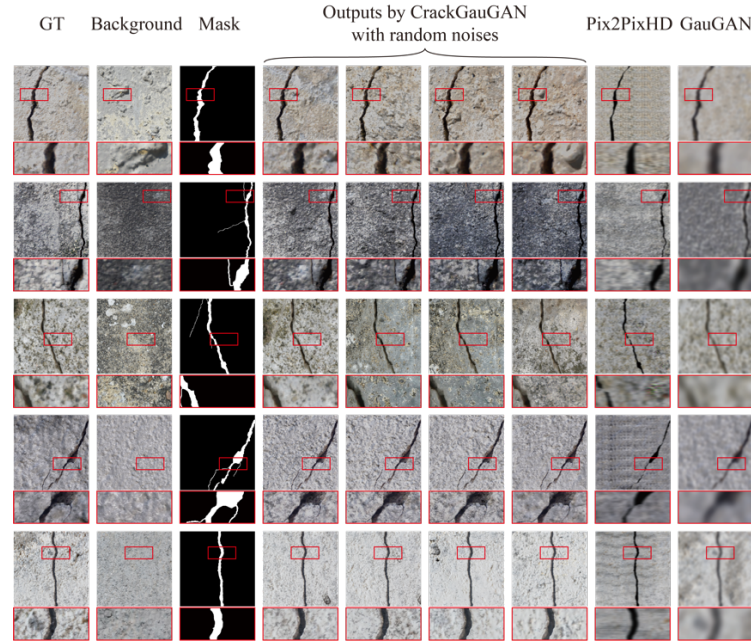 GT
Background
Mask
Outputs by CrackGauGAN
with random noises
Pix2PixHD
GauGAN